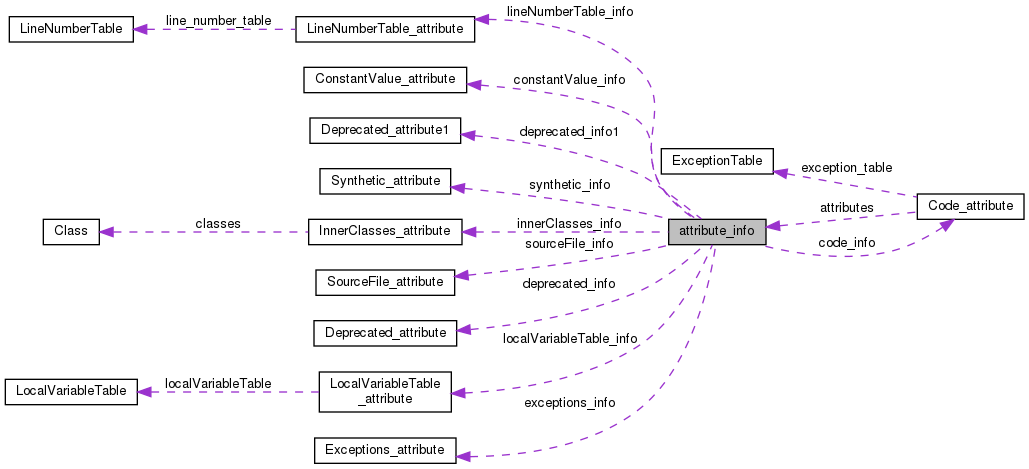 lineNumberTable_info
LineNumberTable
line_number_table
LineNumberTable_attribute
ConstantValue_attribute
constantValue_info
Deprecated_attribute1
deprecated_info1
ExceptionTable
exception_table
Synthetic_attribute
synthetic_info
attributes
Code_attribute
Class
classes
InnerClasses_attribute
innerClasses_info
attribute_info
code_info
sourceFile_info
SourceFile_attribute
deprecated_info
Deprecated_attribute
localVariableTable_info
LocalVariableTable
localVariableTable
LocalVariableTable
_attribute
exceptions_info
Exceptions_attribute